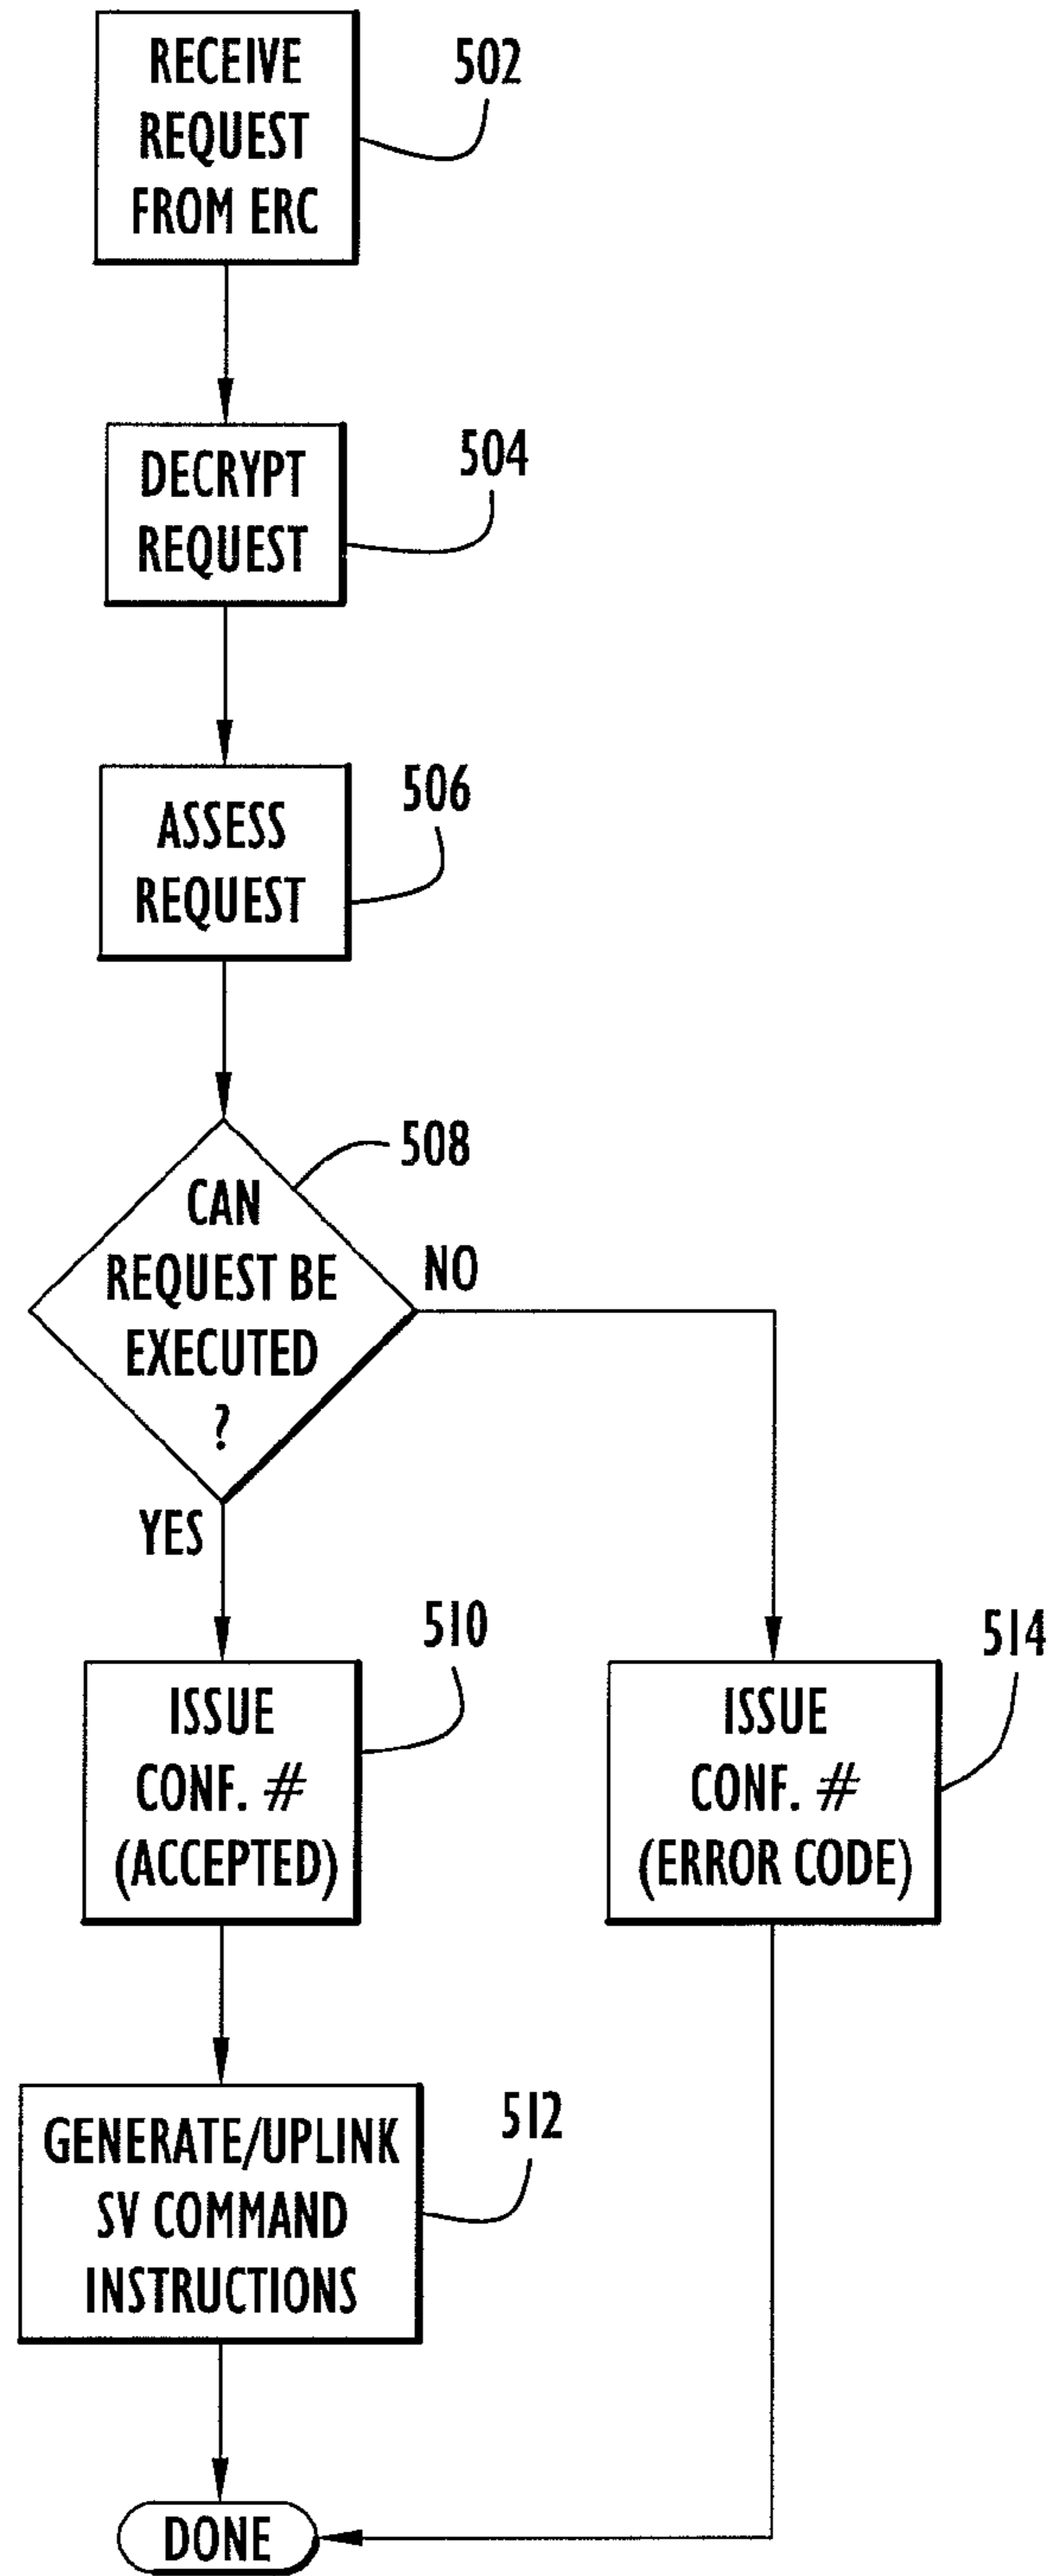 RECEIVE
REQUEST
FROM ERC
502
DECRYPT
REQUEST
504
ASSESS
REQUEST
506
CAN
REQUEST BE
EXECUTED
?
508
NO
YES
ISSUE
CONF. #
(ACCEPTED)
510
ISSUE
CONF. #
(ERROR CODE)
514
GENERATE/UPLINK
SV COMMAND
INSTRUCTIONS
512
DONE